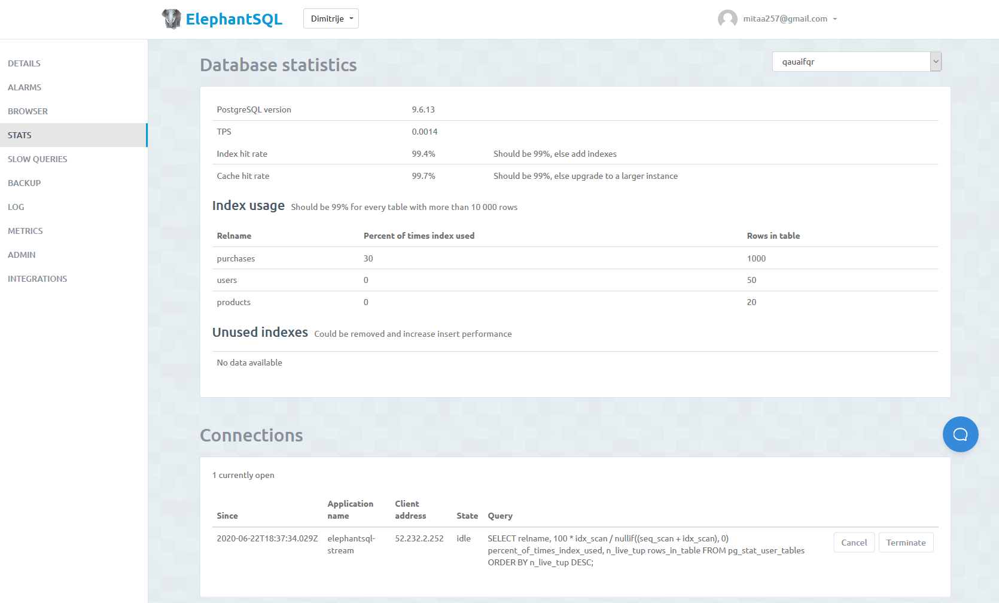 ElephantSQL
Dimitrije
mitaa257@gmail.com
DETAILS
ALARMS
BROWSER
STATS
SLOW QUERIES
BACKUP
LOG
METRICS
ADMIN
INTEGRATIONS
Database statistics
qauaifqr
PostgreSQL version 9.6.13
TPS 0.0014
Index hit rate 99.4% Should be 99%, else add indexes
Cache hit rate 99.7% Should be 99%, else upgrade to a larger instance
Index usage Should be 99% for every table with more than 10 000 rows
Relname Percent of times index used Rows in table
purchases 30 1000
users 0 50
products 0 20
Unused indexes Could be removed and increase insert performance
No data available
Connections
1 currently open
Since Application name Client address State Query
2020-06-22T18:37:34.029Z elephantsql-stream 52.232.2.252 idle SELECT relname, 100 * idx_scan / nullif((seq_scan + idx_scan), 0)
percent_of_times_index_used, n_live_tup rows_in_table FROM pg_stat_user_tables
ORDER BY n_live_tup DESC;
Cancel Terminate